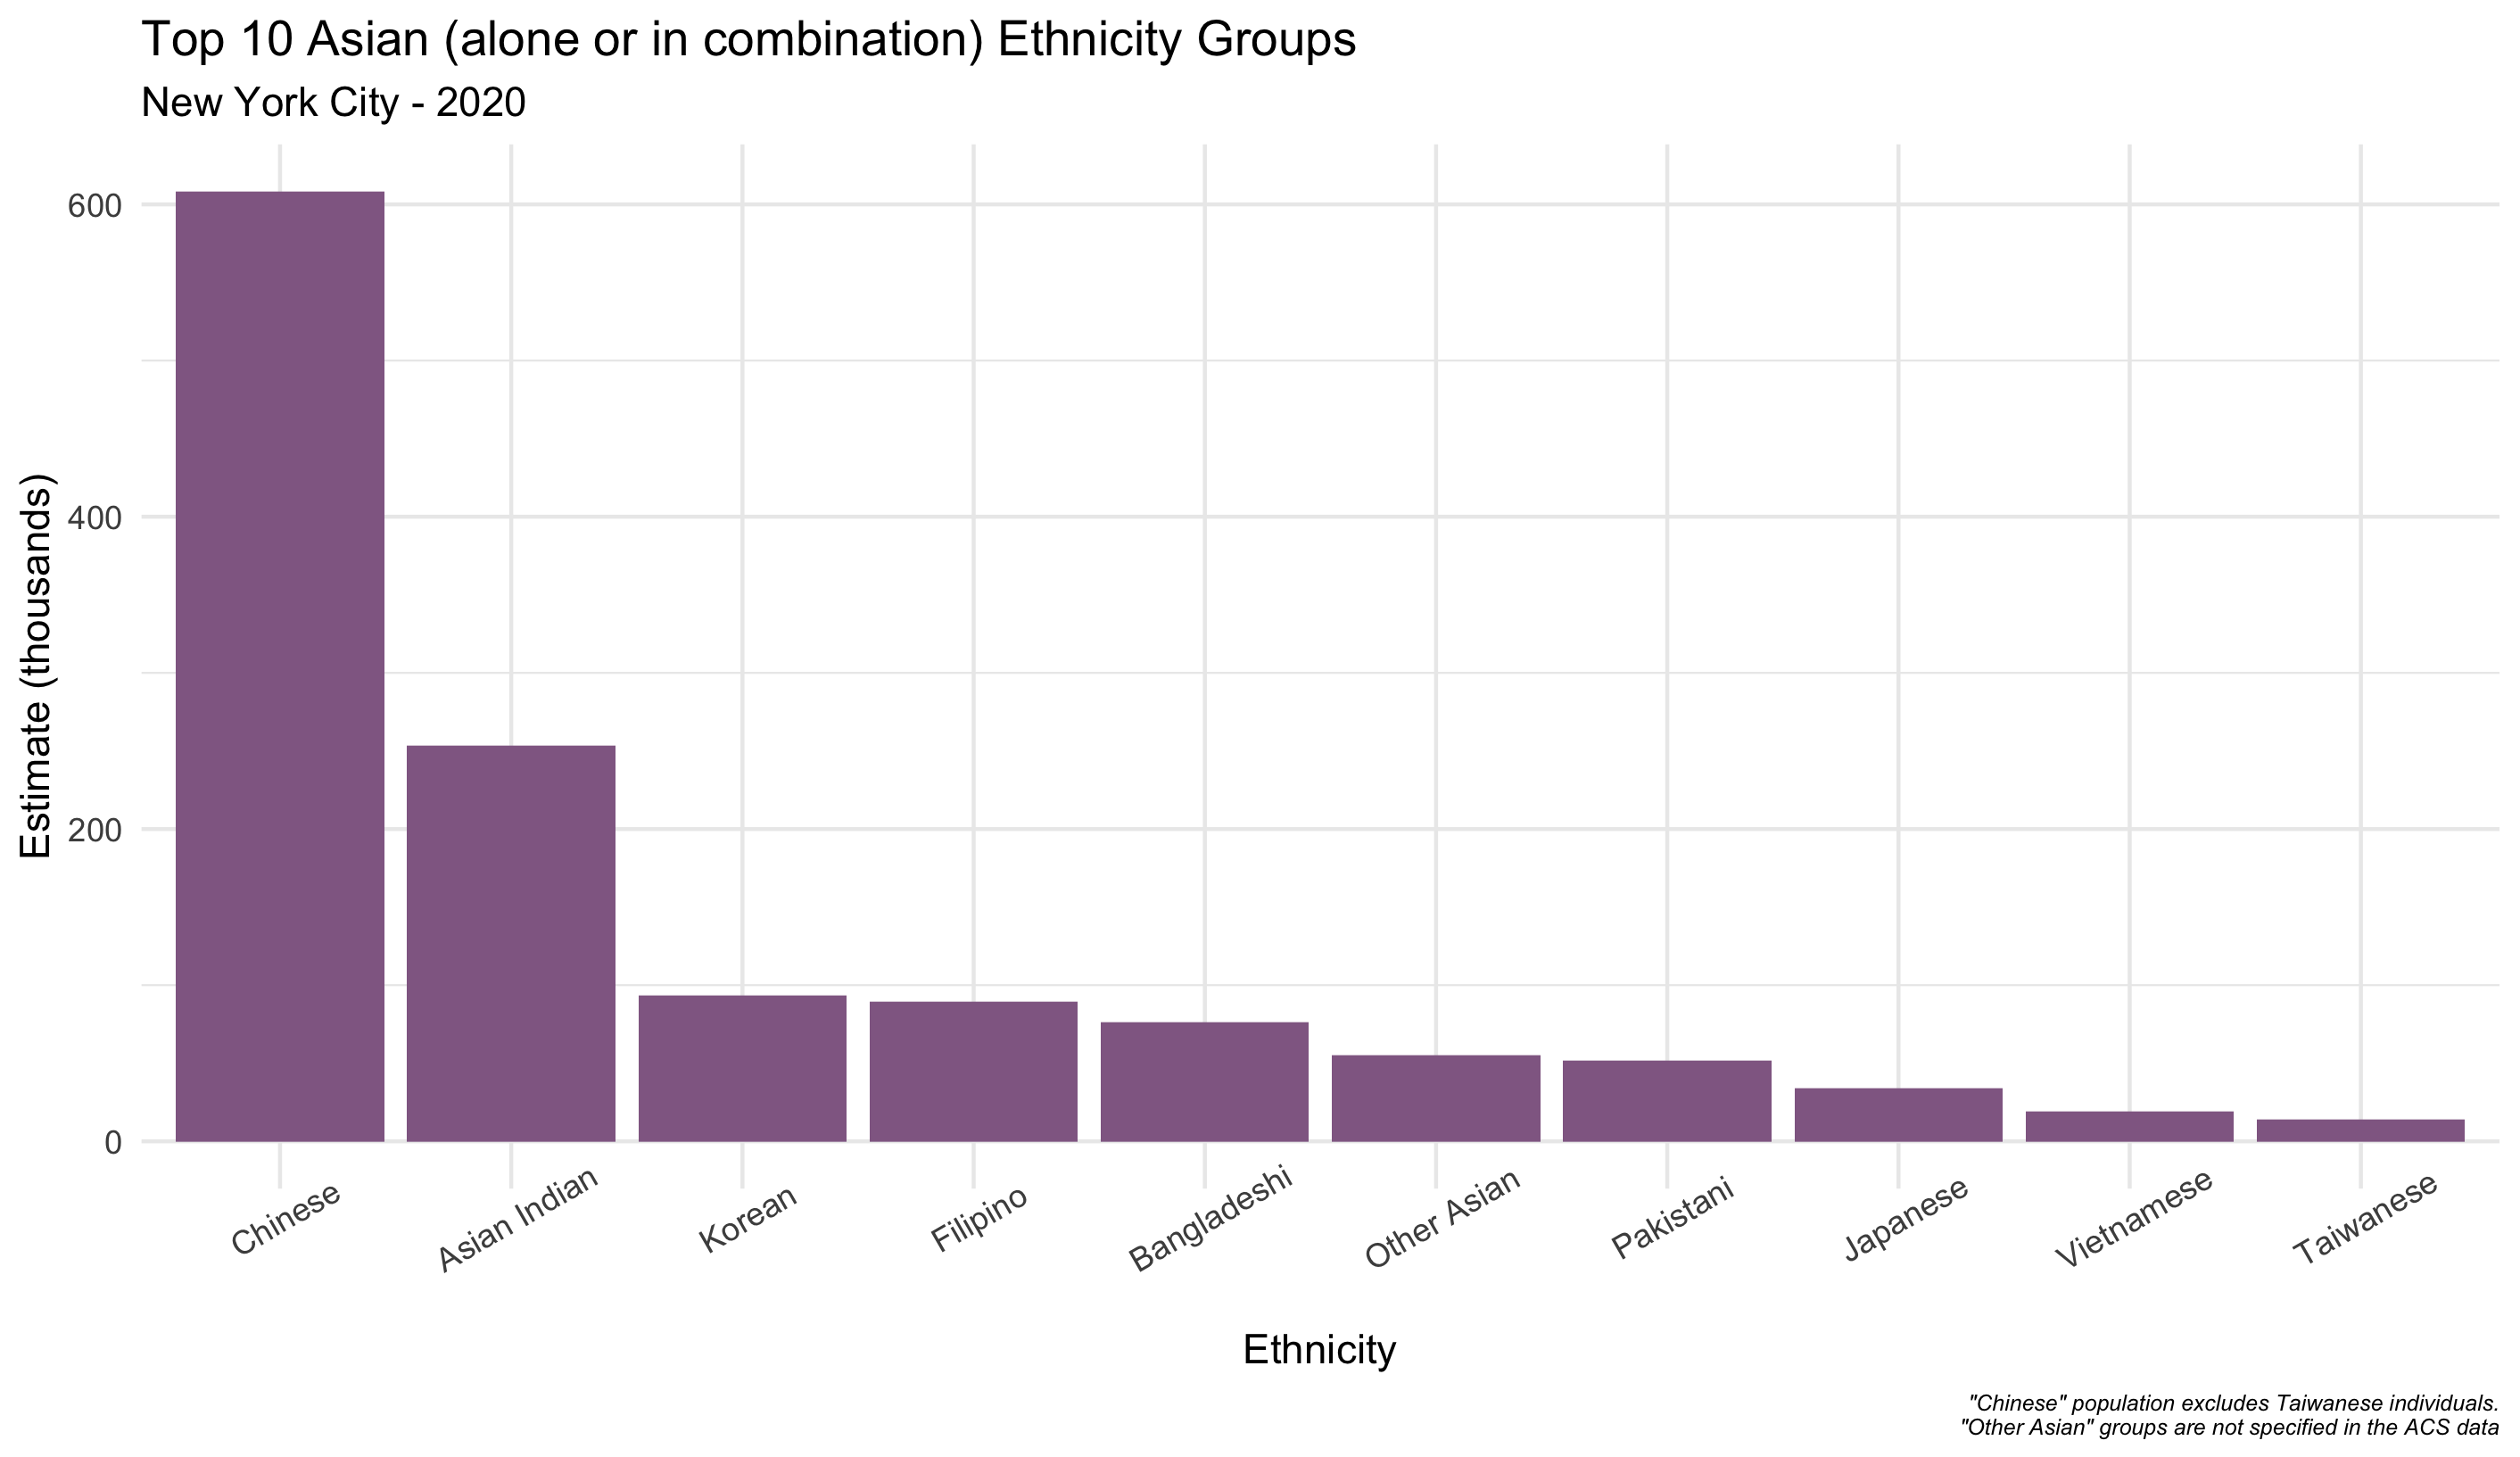 Top 10 Asian (alone or in combination) Ethnicity Groups
New York City - 2020
Estimate (thousands)
600
400
200
0
Chinese
Asian Indian
Korean
Filipino
Bangladeshi
Other Asian
Pakistani
Japanese
Vietnamese
Taiwanese
Ethnicity
"Chinese" population excludes Taiwanese individuals.
"Other Asian" groups are not specified in the ACS data